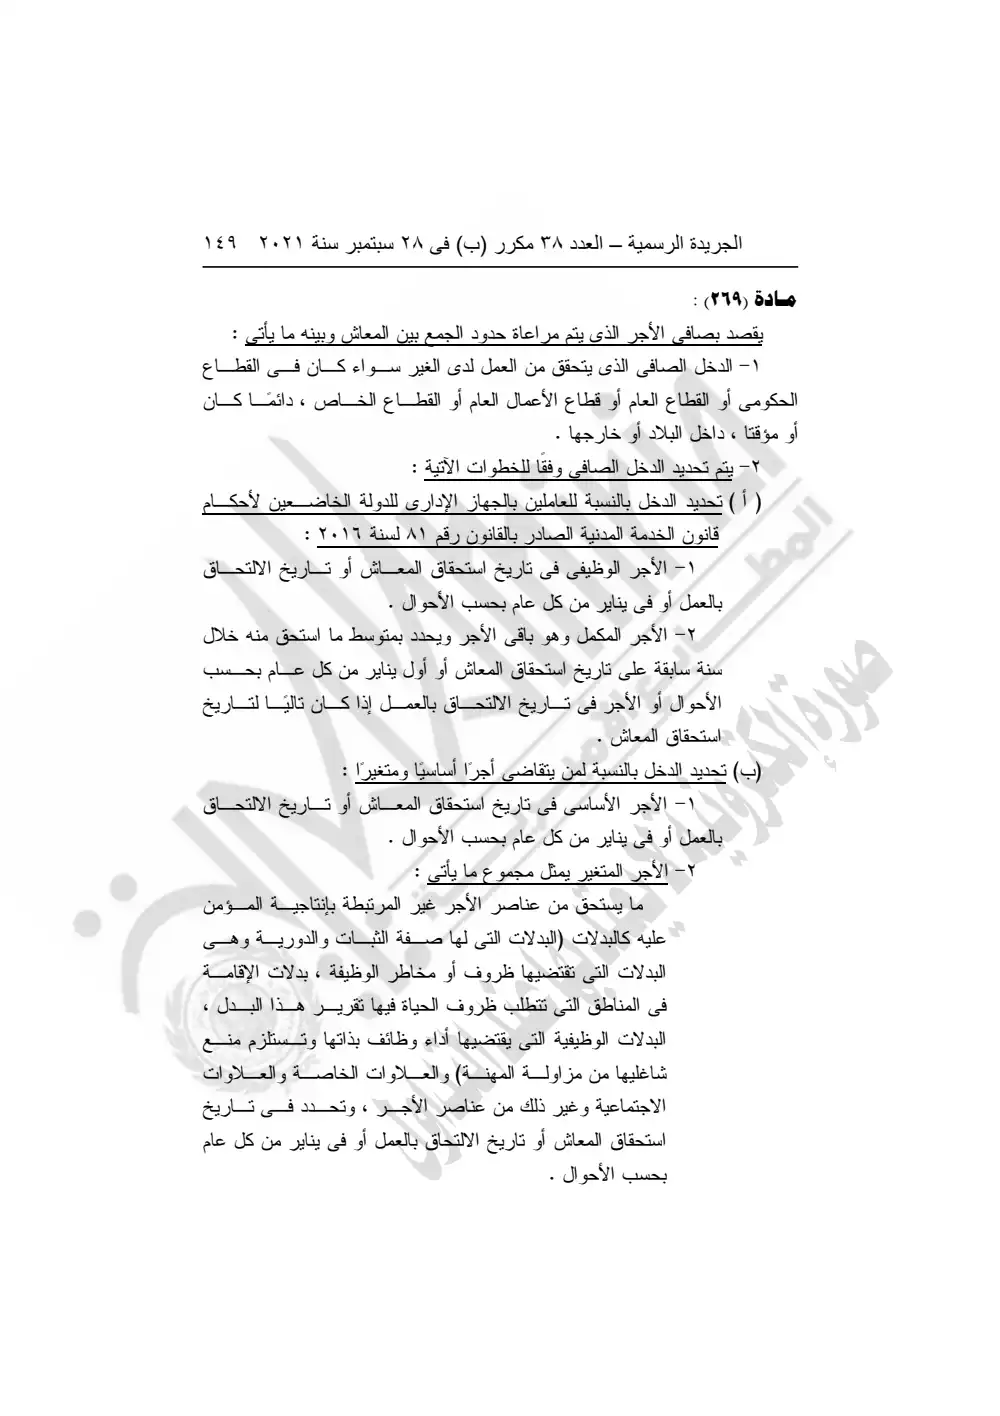 الجريدة الرسمية – العدد ٣٨ مكرر (ب) فى ٢٨ سبتمبر سنة ٢٠٢١ ١٤٩
مادة (٢٦٩) :
يقصد بصافى الأجر الذى يتم مراعاة حدود الجمع بين المعاش وبينه ما يأتى :
١- الدخل الصافى الذى يتحقق من العمل لدى الغير سواء كان فى القطاع
الحكومى أو القطاع العام أو قطاع الأعمال العام أو القطاع الخاص ، دائمًا كان
أو مؤقتا ، داخل البلاد أو خارجها .
٢- يتم تحديد الدخل الصافى وفقًا للخطوات الآتية :
( أ ) تحديد الدخل بالنسبة للعاملين بالجهاز الإدارى للدولة الخاضعين لأحكام
قانون الخدمة المدنية الصادر بالقانون رقم ٨١ لسنة ٢٠١٦ :
١- الأجر الوظيفى فى تاريخ استحقاق المعاش أو تاريخ الالتحاق
بالعمل أو فى يناير من كل عام بحسب الأحوال .
٢- الأجر المكمل وهو باقى الأجر ويحدد بمتوسط ما استحق منه خلال
سنة سابقة على تاريخ استحقاق المعاش أو أول يناير من كل عام بحسب
الأحوال أو الأجر فى تاريخ الالتحاق بالعمل إذا كان تاليًا لتاريخ
استحقاق المعاش .
(ب) تحديد الدخل بالنسبة لمن يتقاضى أجرًا أساسيًا ومتغيرًا :
١- الأجر الأساسى فى تاريخ استحقاق المعاش أو تاريخ الالتحاق
بالعمل أو فى يناير من كل عام بحسب الأحوال .
٢- الأجر المتغير يمثل مجموع ما يأتى :
ما يستحق من عناصر الأجر غير المرتبطة بإنتاجية المؤمن
عليه كالبدلات (البدلات التى لها صفة الثبات والدورية وهى
البدلات التى تقتضيها ظروف أو مخاطر الوظيفة ، بدلات الإقامة
فى المناطق التى تتطلب ظروف الحياة فيها تقرير هذا البدل ،
البدلات الوظيفية التى يقتضيها أداء وظائف بذاتها وتستلزم منع
شاغليها من مزاولة المهنة) والعلاوات الخاصة والعلاوات
الاجتماعية وغير ذلك من عناصر الأجر ، وتحدد فى تاريخ
استحقاق المعاش أو تاريخ الالتحاق بالعمل أو فى يناير من كل عام
بحسب الأحوال .